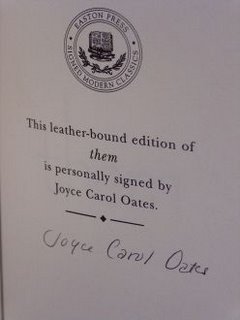 EASTON PRESS
SIGNED MODERN CLASSICS
This leather-bound edition of
them
is personally signed by
Joyce Carol Oates.
Joyce Carol Oates